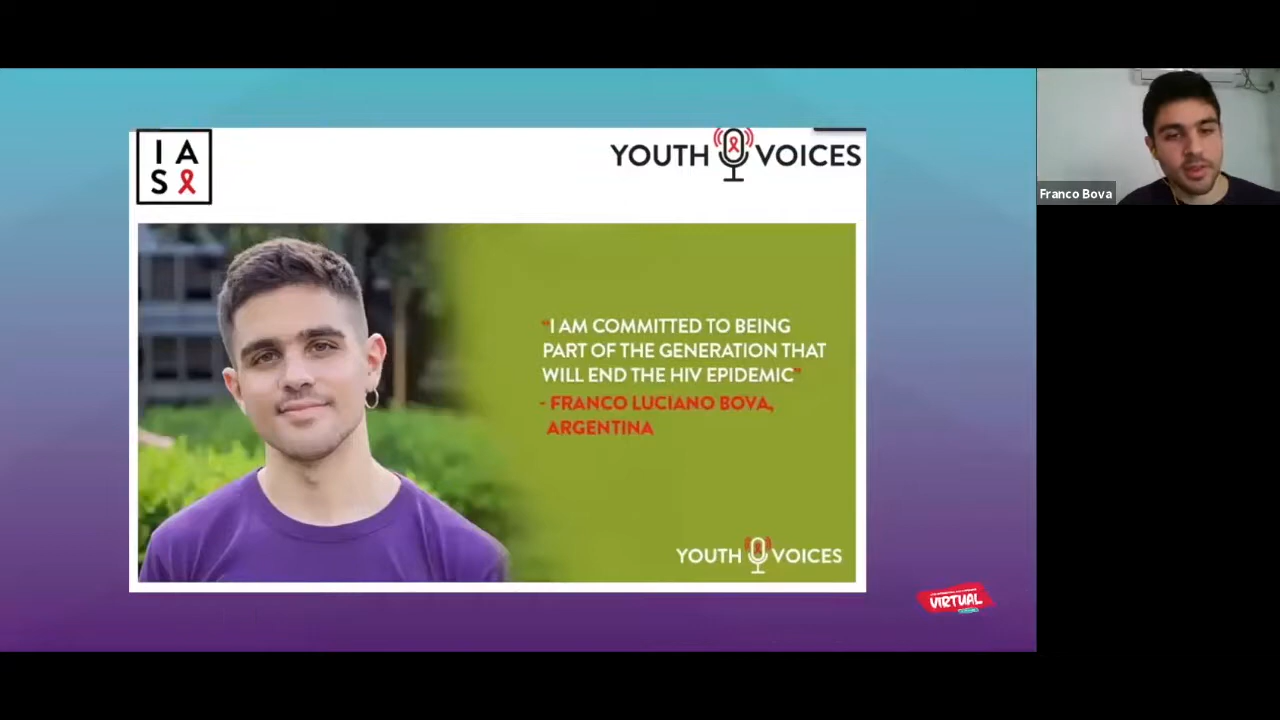 I A
S
YOUTH VOICES
"I AM COMMITTED TO BEING
PART OF THE GENERATION THAT
WILL END THE HIV EPIDEMIC"
- FRANCO LUCIANO BOVA,
ARGENTINA
YOUTH VOICES
VIRTUAL
Franco Bova